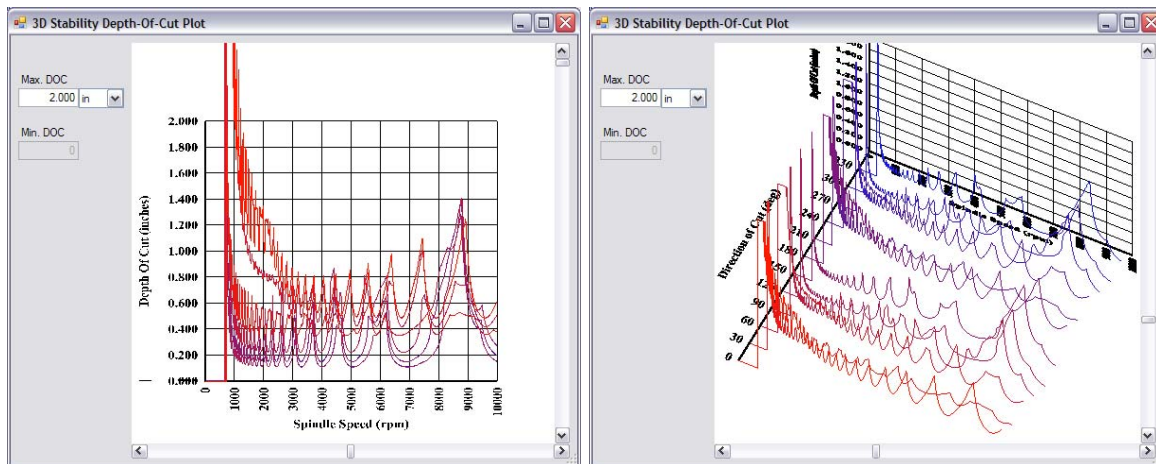 3D Stability Depth-Of-Cut Plot
Max. DOC
2.000 in
Min. DOC
0
2.000
1.800
1.600
1.400
1.200
1.000
0.800
0.600
0.400
0.200
0.000
Depth Of Cut (inches)
0
1000
2000
3000
4000
5000
6000
7000
8000
9000
10000
Spindle Speed (rpm)
3D Stability Depth-Of-Cut Plot
Max. DOC
2.000 in
Min. DOC
0
270
240
210
180
150
90
60
30
0
Direction of Cut (deg)
Spindle Speed (rpm)